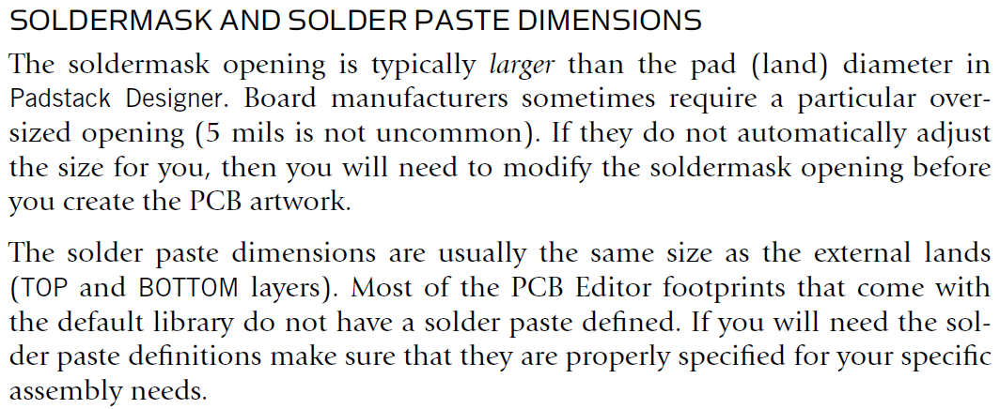 SOLDERMASK AND SOLDER PASTE DIMENSIONS
The soldermask opening is typically larger than the pad (land) diameter in
Padstack Designer. Board manufacturers sometimes require a particular over-
sized opening (5 mils is not uncommon). If they do not automatically adjust
the size for you, then you will need to modify the soldermask opening before
you create the PCB artwork.
The solder paste dimensions are usually the same size as the external lands
(TOP and BOTTOM layers). Most of the PCB Editor footprints that come with
the default library do not have a solder paste defined. If you will need the sol-
der paste definitions make sure that they are properly specified for your specific
assembly needs.